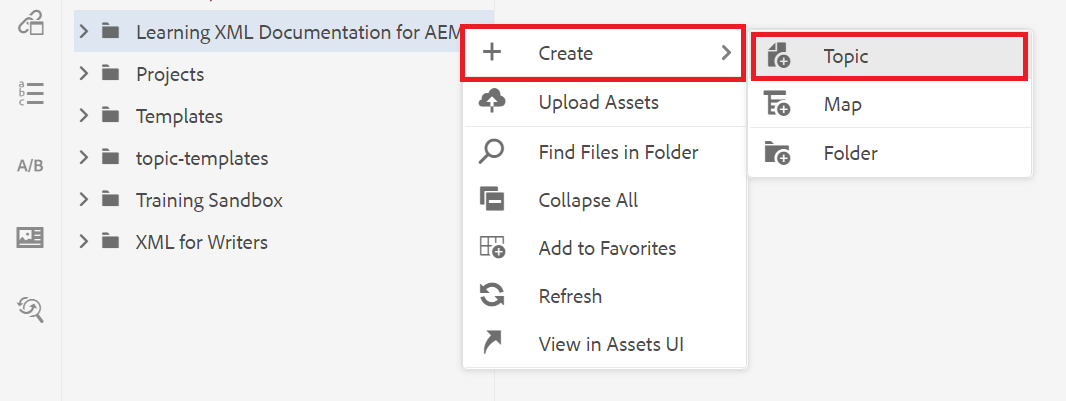 Learning XML Documentation for AEM
Projects
Templates
topic-templates
Training Sandbox
XML for Writers
a
b
c
A/B
Create
Upload Assets
Find Files in Folder
Collapse All
Add to Favorites
Refresh
View in Assets UI
Topic
Map
Folder